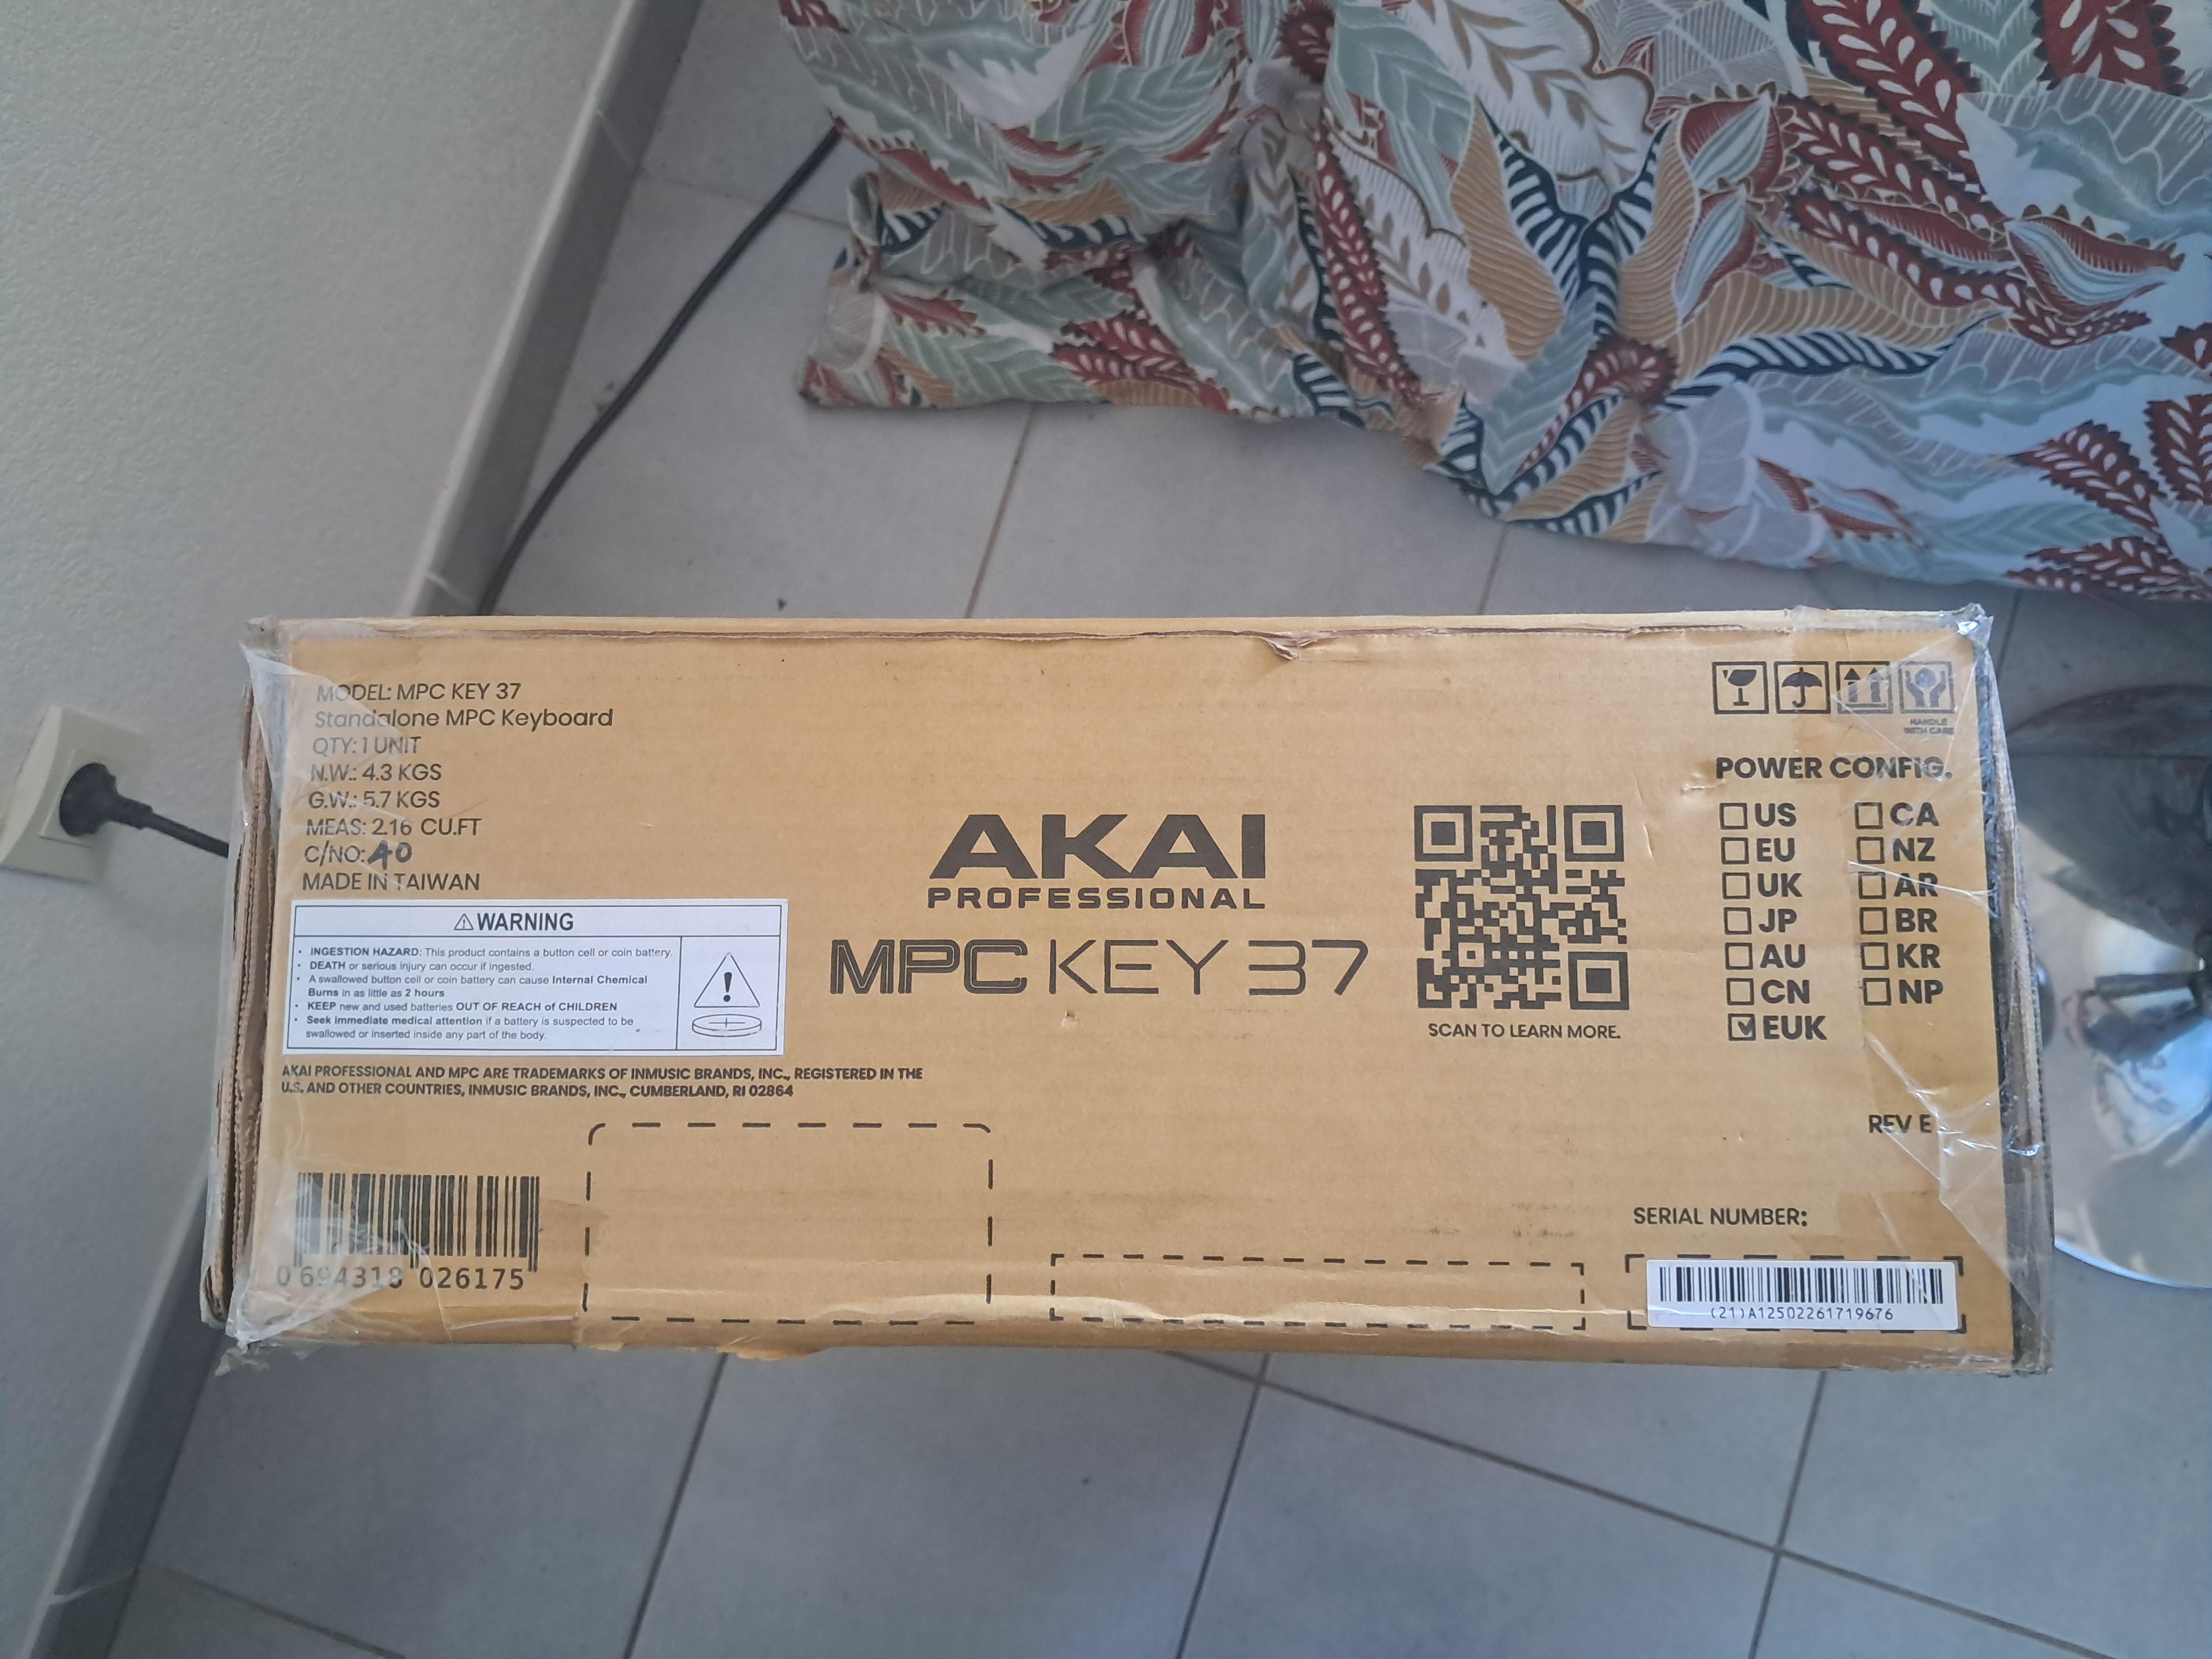 MODEL: MPC KEY 37
Standalone MPC Keyboard
QTY: 1 UNIT
N.W.: 4.3 KGS
G.W.: 5.7 KGS
MEAS: 2.16 CU.FT
C/NO: A0
MADE IN TAIWAN
⚠WARNING
• INGESTION HAZARD: This product contains a button cell or coin battery.
• DEATH or serious injury can occur if ingested.
• A swallowed button cell or coin battery can cause Internal Chemical
Burns in as little as 2 hours
• KEEP new and used batteries OUT OF REACH of CHILDREN
• Seek immediate medical attention if a battery is suspected to be
swallowed or inserted inside any part of the body.
AKAI PROFESSIONAL AND MPC ARE TRADEMARKS OF INMUSIC BRANDS, INC., REGISTERED IN THE
U.S. AND OTHER COUNTRIES, INMUSIC BRANDS, INC., CUMBERLAND, RI 02864
0 694318 026175
AKAI
PROFESSIONAL
MPC KEY 37
SCAN TO LEARN MORE.
HANDLE
WITH CARE
POWER CONFIG.
☐ US ☐ CA
☐ EU ☐ NZ
☐ UK ☐ AR
☐ JP ☐ BR
☐ AU ☐ KR
☐ CN ☐ NP
☑ EUK
REV E
SERIAL NUMBER:
(21)A12502261719676